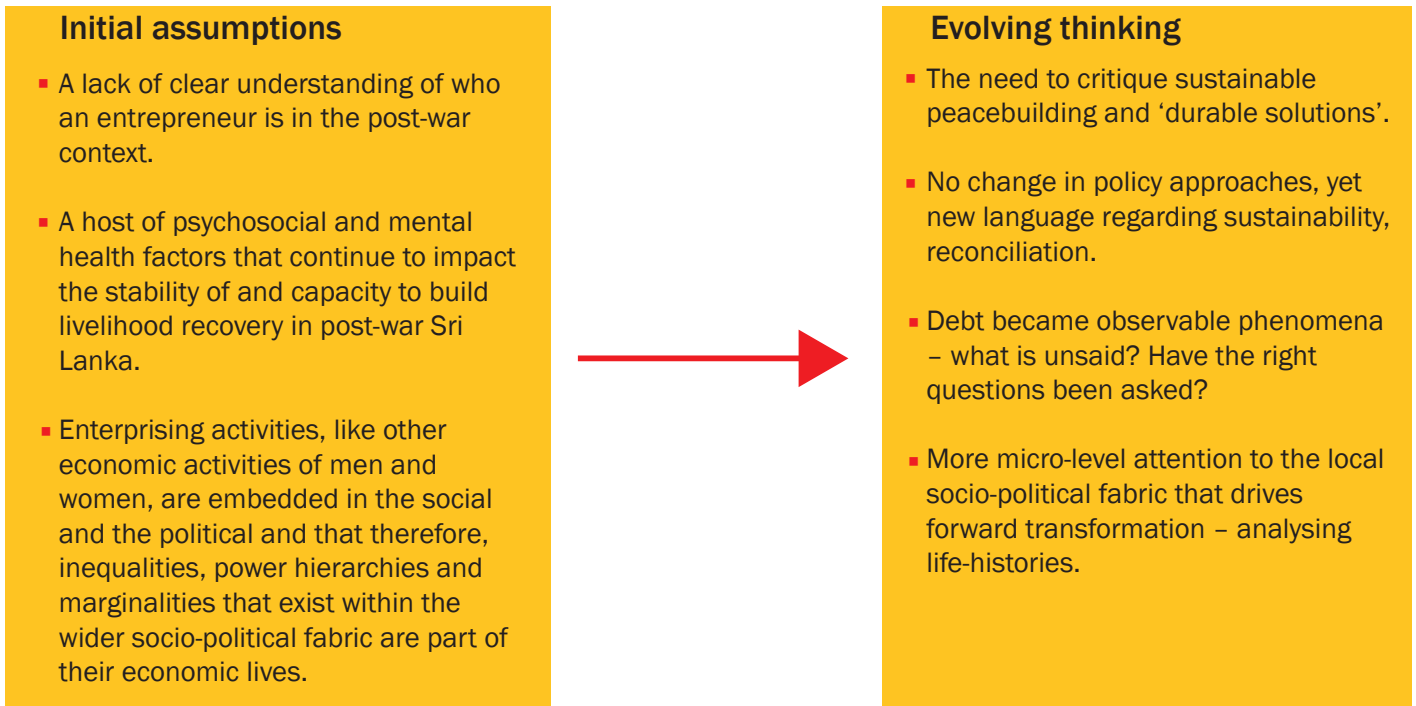 Initial assumptions
▪ A lack of clear understanding of who
an entrepreneur is in the post-war
context.
▪ A host of psychosocial and mental
health factors that continue to impact
the stability of and capacity to build
livelihood recovery in post-war Sri
Lanka.
▪ Enterprising activities, like other
economic activities of men and
women, are embedded in the social
and the political and that therefore,
inequalities, power hierarchies and
marginalities that exist within the
wider socio-political fabric are part of
their economic lives.
Evolving thinking
▪ The need to critique sustainable
peacebuilding and ‘durable solutions’.
▪ No change in policy approaches, yet
new language regarding sustainability,
reconciliation.
▪ Debt became observable phenomena
– what is unsaid? Have the right
questions been asked?
▪ More micro-level attention to the local
socio-political fabric that drives
forward transformation – analysing
life-histories.